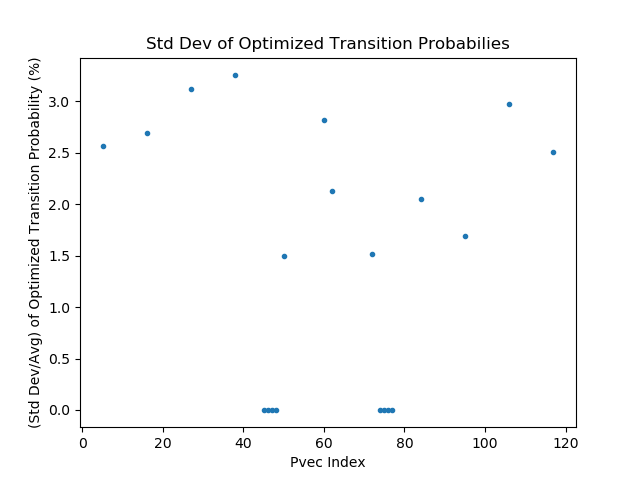 Std Dev of Optimized Transition Probabilies
(Std Dev/Avg) of Optimized Transition Probability (%)
3.0
2.5
2.0
1.5
1.0
0.5
0.0
0 20 40 60 80 100 120
Pvec Index